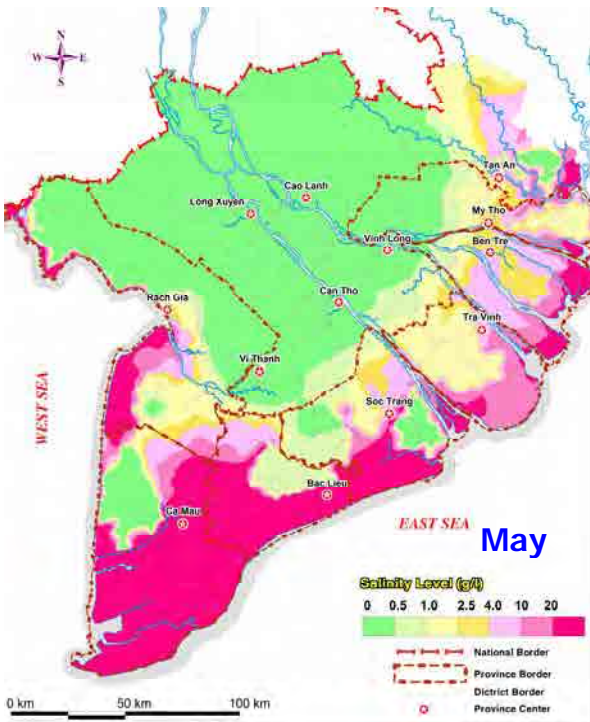 N
W E
S
Tan An
Cao Lanh
Long Xuyen
My Tho
Vinh Long
Ben Tre
Can Tho
Rach Gia
Tra Vinh
Vi Thanh
WEST SEA
Soc Trang
Bac Lieu
Ca Mau
EAST SEA
May
Salinity Level (g/l)
0 0.5 1.0 2.5 4.0 10 20
National Border
Province Border
Dictrict Border
Province Center
0 km 50 km 100 km